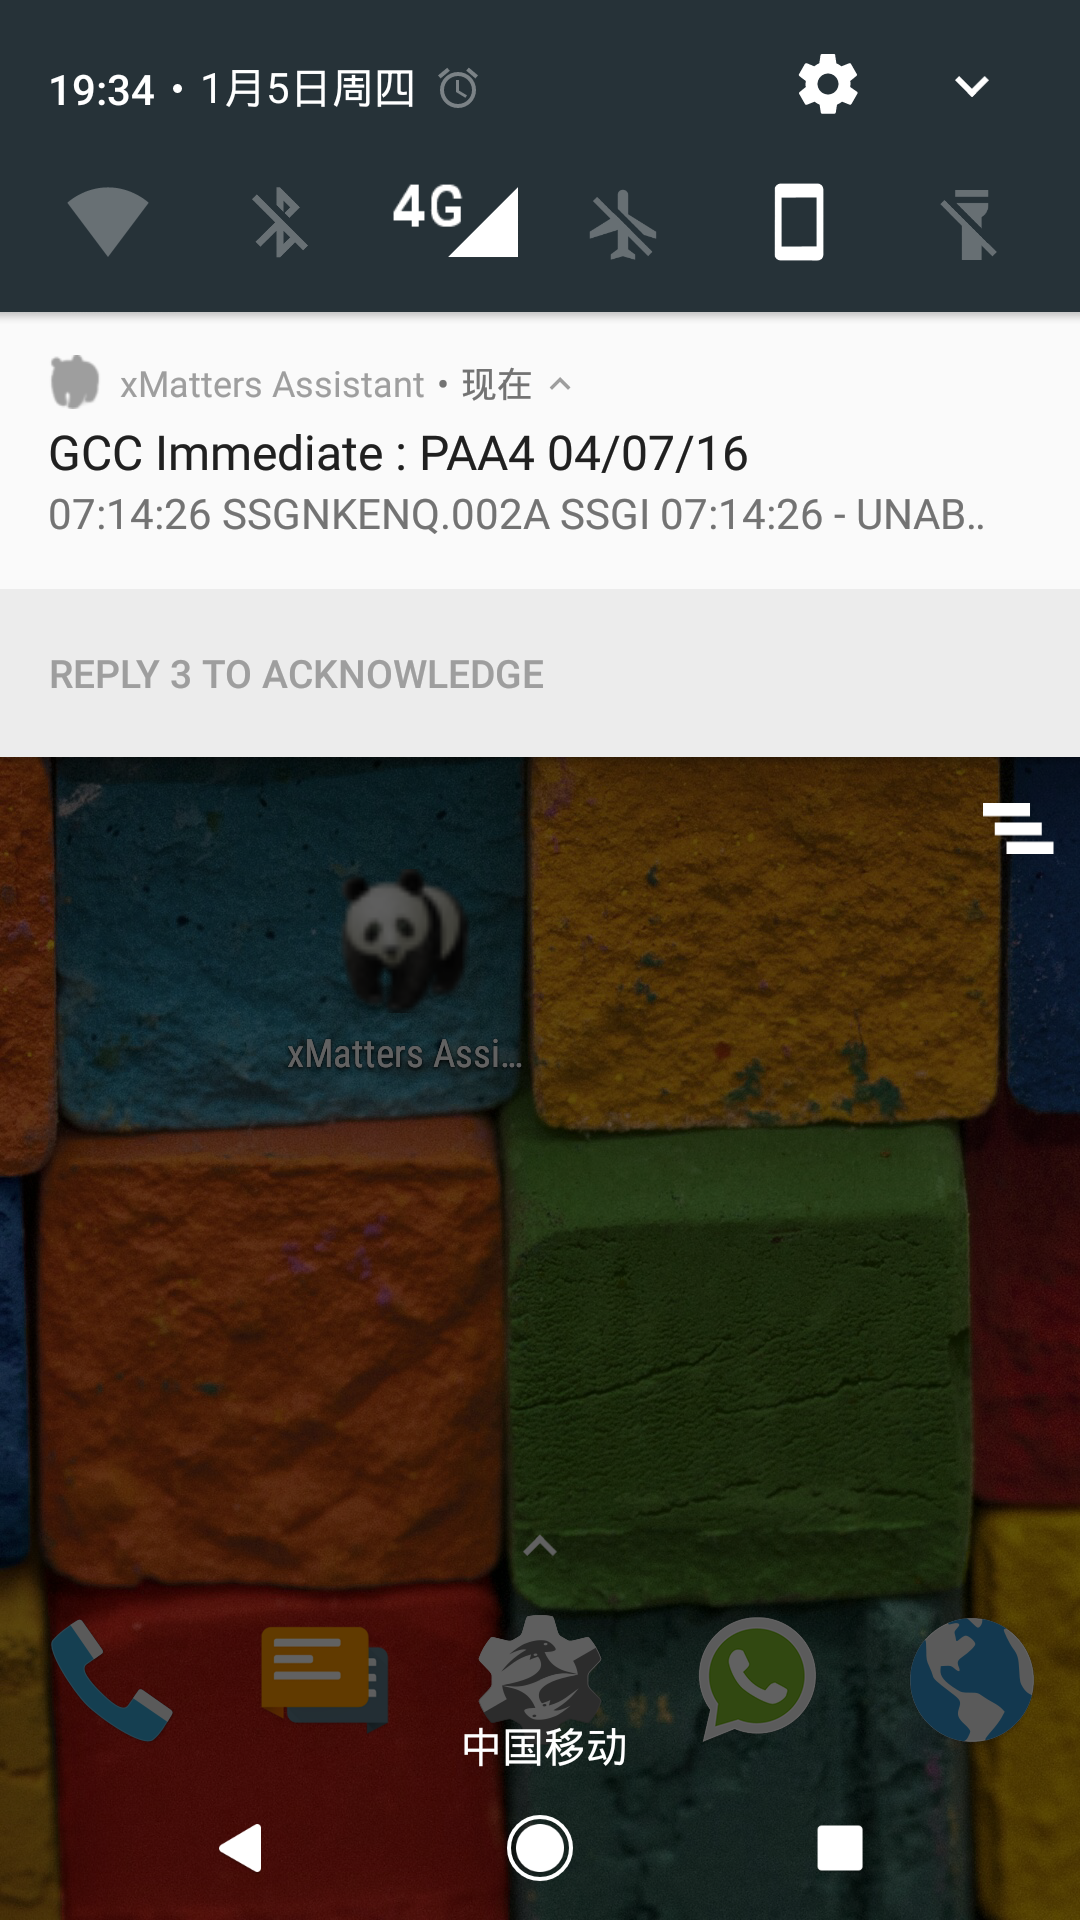 19:34 • 1月5日周四
4G
xMatters Assistant • 现在
GCC Immediate : PAA4 04/07/16
07:14:26 SSGNKENQ.002A SSGI 07:14:26 - UNAB..
REPLY 3 TO ACKNOWLEDGE
xMatters Assi...
中国移动